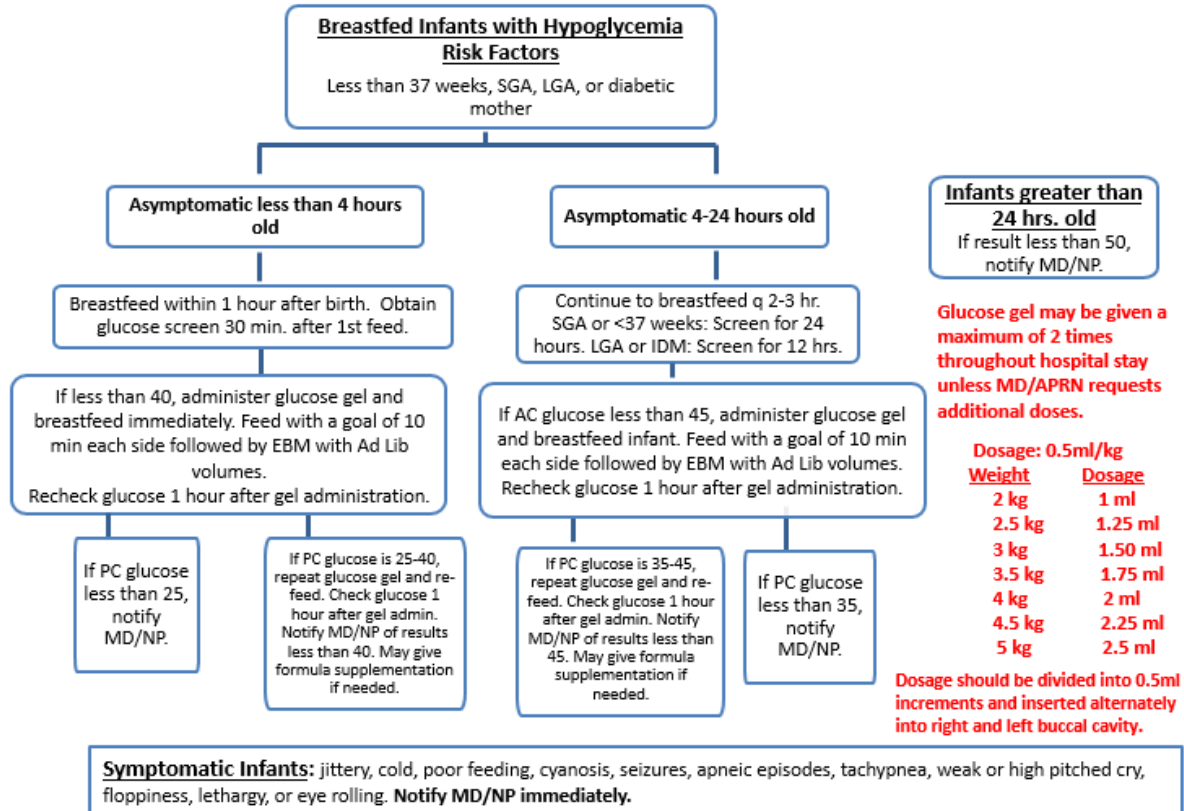 Breastfed Infants with Hypoglycemia
Risk Factors
Less than 37 weeks, SGA, LGA, or diabetic
mother
Asymptomatic less than 4 hours
old
Breastfeed within 1 hour after birth.  Obtain
glucose screen 30 min. after 1st feed.
If less than 40, administer glucose gel and
breastfeed immediately. Feed with a goal of 10
min each side followed by EBM with Ad Lib
volumes.
Recheck glucose 1 hour after gel administration.
If PC glucose
less than 25,
notify
MD/NP.
If PC glucose is 25-40,
repeat glucose gel and re-
feed. Check glucose 1
hour after gel admin.
Notify MD/NP of results
less than 40. May give
formula supplementation
if needed.
Asymptomatic 4-24 hours old
Continue to breastfeed q 2-3 hr.
SGA or <37 weeks: Screen for 24
hours. LGA or IDM: Screen for 12 hrs.
If AC glucose less than 45, administer glucose gel
and breastfeed infant. Feed with a goal of 10 min
each side followed by EBM with Ad Lib volumes.
Recheck glucose 1 hour after gel administration.
If PC glucose is 35-45,
repeat glucose gel and re-
feed. Check glucose 1 hour
after gel admin. Notify
MD/NP of results less than
45. May give formula
supplementation if
needed.
If PC glucose
less than 35,
notify
MD/NP.
Infants greater than
24 hrs. old
If result less than 50,
notify MD/NP.
Glucose gel may be given a
maximum of 2 times
throughout hospital stay
unless MD/APRN requests
additional doses.
Dosage: 0.5ml/kg
Weight Dosage
2 kg 1 ml
2.5 kg 1.25 ml
3 kg 1.50 ml
3.5 kg 1.75 ml
4 kg 2 ml
4.5 kg 2.25 ml
5 kg 2.5 ml
Dosage should be divided into 0.5ml
increments and inserted alternately
into right and left buccal cavity.
Symptomatic Infants: jittery, cold, poor feeding, cyanosis, seizures, apneic episodes, tachypnea, weak or high pitched cry,
floppiness, lethargy, or eye rolling. Notify MD/NP immediately.